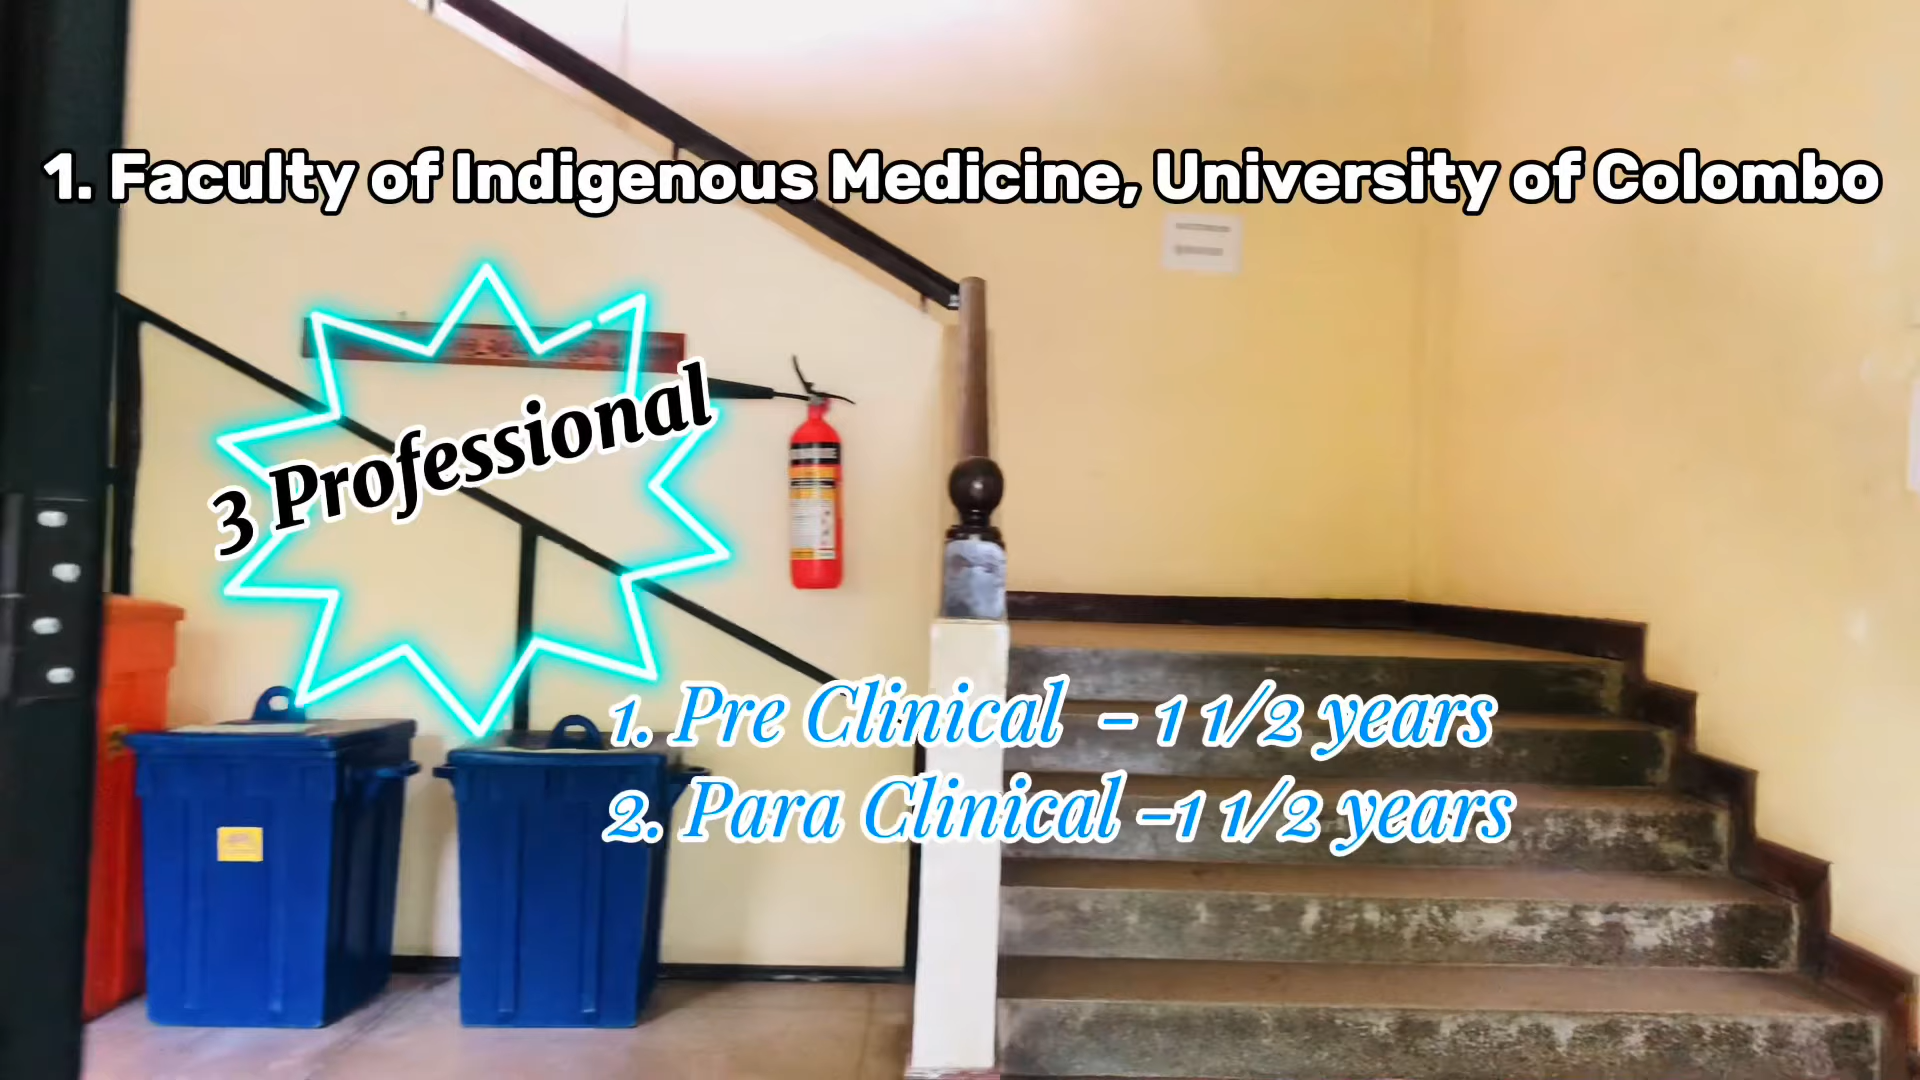 1. Faculty of Indigenous Medicine, University of Colombo
3 Professional
1. Pre Clinical - 1 1/2 years
2. Para Clinical -1 1/2 years